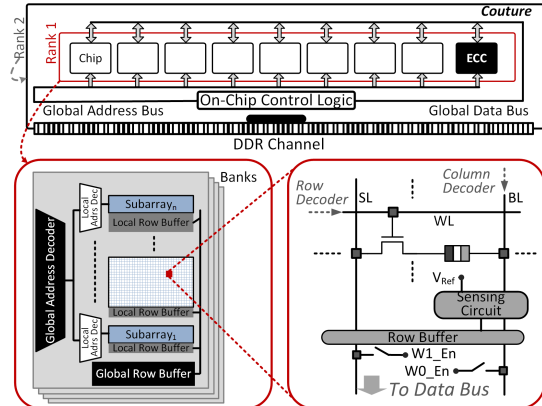 Couture
Rank 2
Rank 1
Chip
ECC
On-Chip Control Logic
Global Address Bus
Global Data Bus
DDR Channel
Banks
Global Address Decoder
Local
Adrs Dec
Subarrayn
Local Row Buffer
Local Row Buffer
Local
Adrs Dec
Subarray1
Local Row Buffer
Global Row Buffer
Column
Decoder
Row
Decoder
SL
BL
WL
VRef
Sensing
Circuit
Row Buffer
W1_En
W0_En
To Data Bus